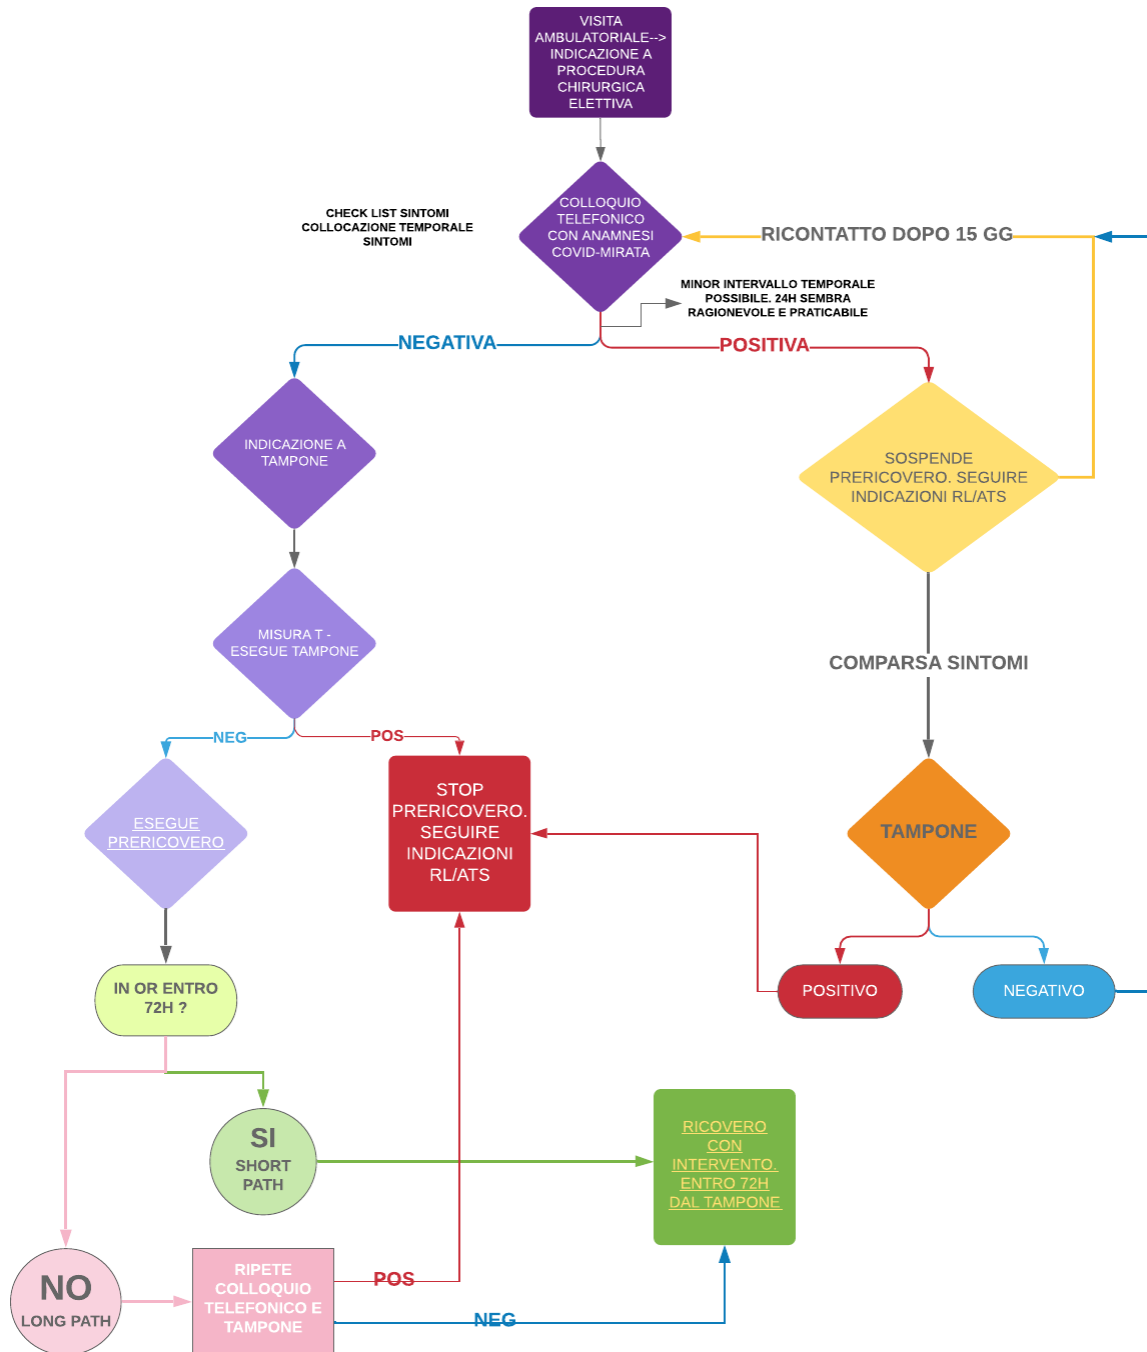 VISITA
AMBULATORIALE-->
INDICAZIONE A
PROCEDURA
CHIRURGICA
ELETTIVA
COLLOQUIO
TELEFONICO
CON ANAMNESI
COVID-MIRATA
CHECK LIST SINTOMI
COLLOCAZIONE TEMPORALE
SINTOMI
RICONTATTO DOPO 15 GG
MINOR INTERVALLO TEMPORALE
POSSIBILE. 24H SEMBRA
RAGIONEVOLE E PRATICABILE
NEGATIVA
POSITIVA
INDICAZIONE A
TAMPONE
SOSPENDE
PRERICOVERO. SEGUIRE
INDICAZIONI RL/ATS
MISURA T -
ESEGUE TAMPONE
COMPARSA SINTOMI
NEG
POS
ESEGUE
PRERICOVERO
STOP
PRERICOVERO.
SEGUIRE
INDICAZIONI
RL/ATS
TAMPONE
IN OR ENTRO
72H ?
POSITIVO
NEGATIVO
SI
SHORT
PATH
RICOVERO
CON
INTERVENTO.
ENTRO 72H
DAL TAMPONE
NO
LONG PATH
RIPETE
COLLOQUIO
TELEFONICO E
TAMPONE
POS
NEG